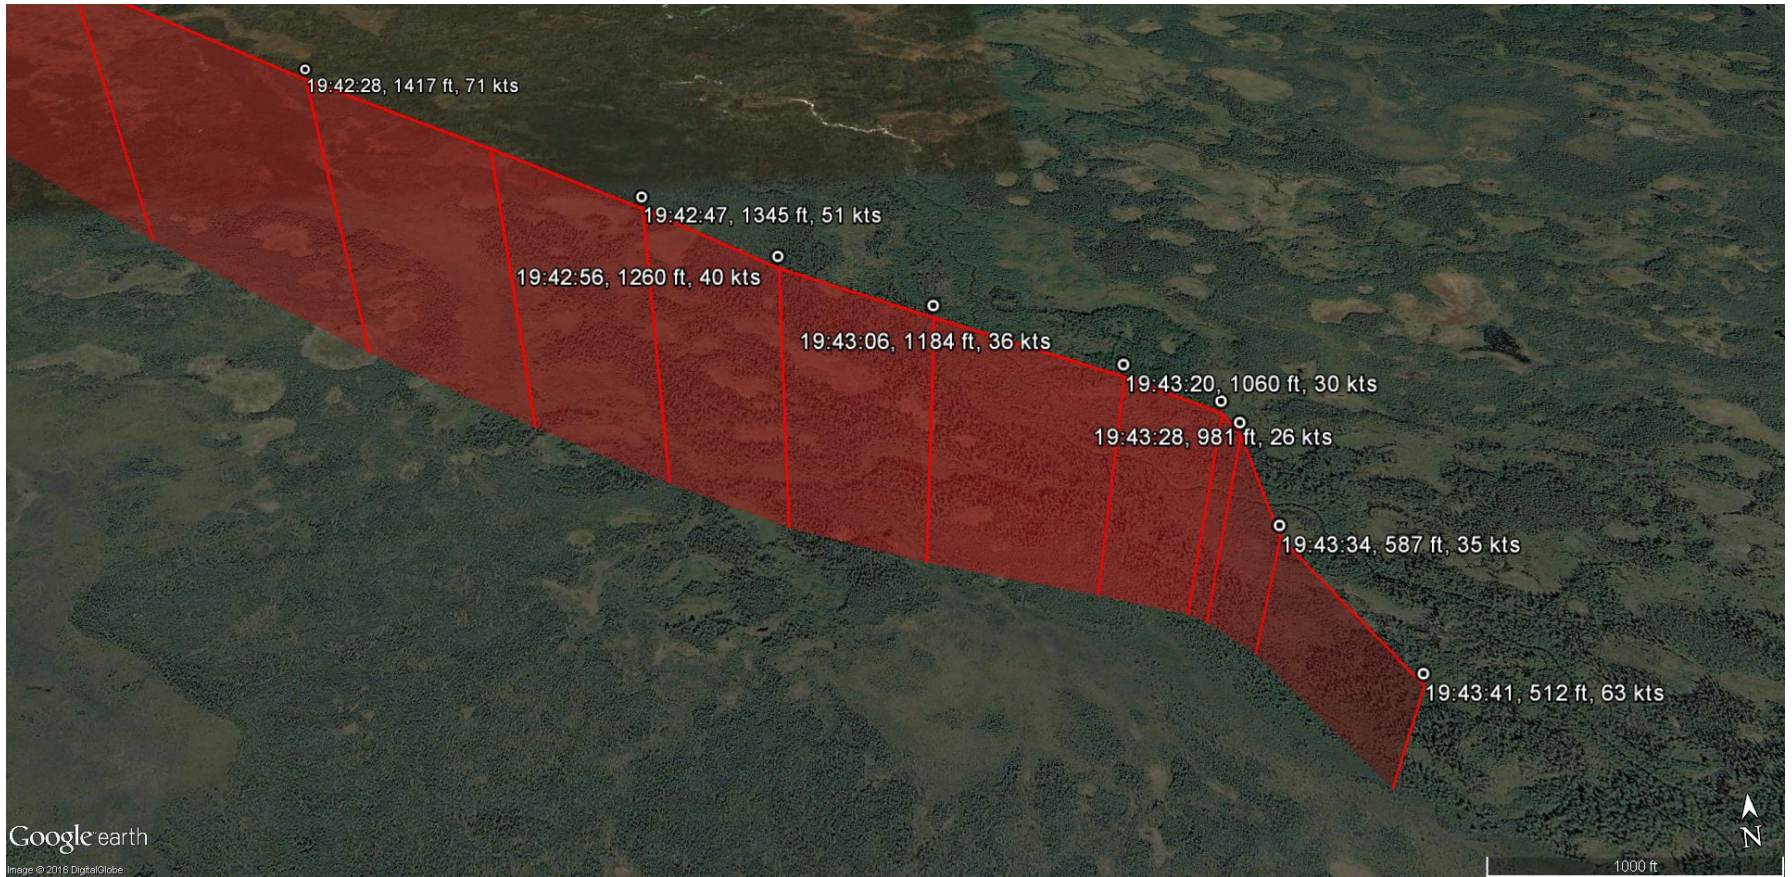 19:42:28, 1417 ft, 71 kts
19:42:47, 1345 ft, 51 kts
19:42:56, 1260 ft, 40 kts
19:43:06, 1184 ft, 36 kts
19:43:20, 1060 ft, 30 kts
19:43:28, 981 ft, 26 kts
19:43:34, 587 ft, 35 kts
19:43:41, 512 ft, 63 kts
N
Google earth
Image © 2016 DigitalGlobe
1000 ft